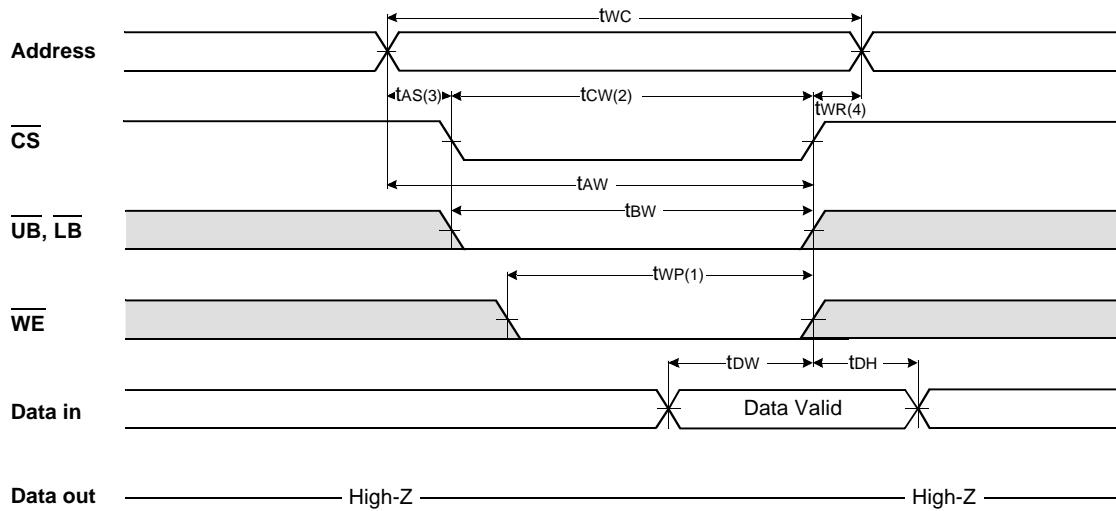 tWC
Address
tAS(3) tCW(2) tWR(4)
CS
tAW
UB, LB
tBW
WE
tWP(1)
tDW tDH
Data in Data Valid
Data out High-Z High-Z